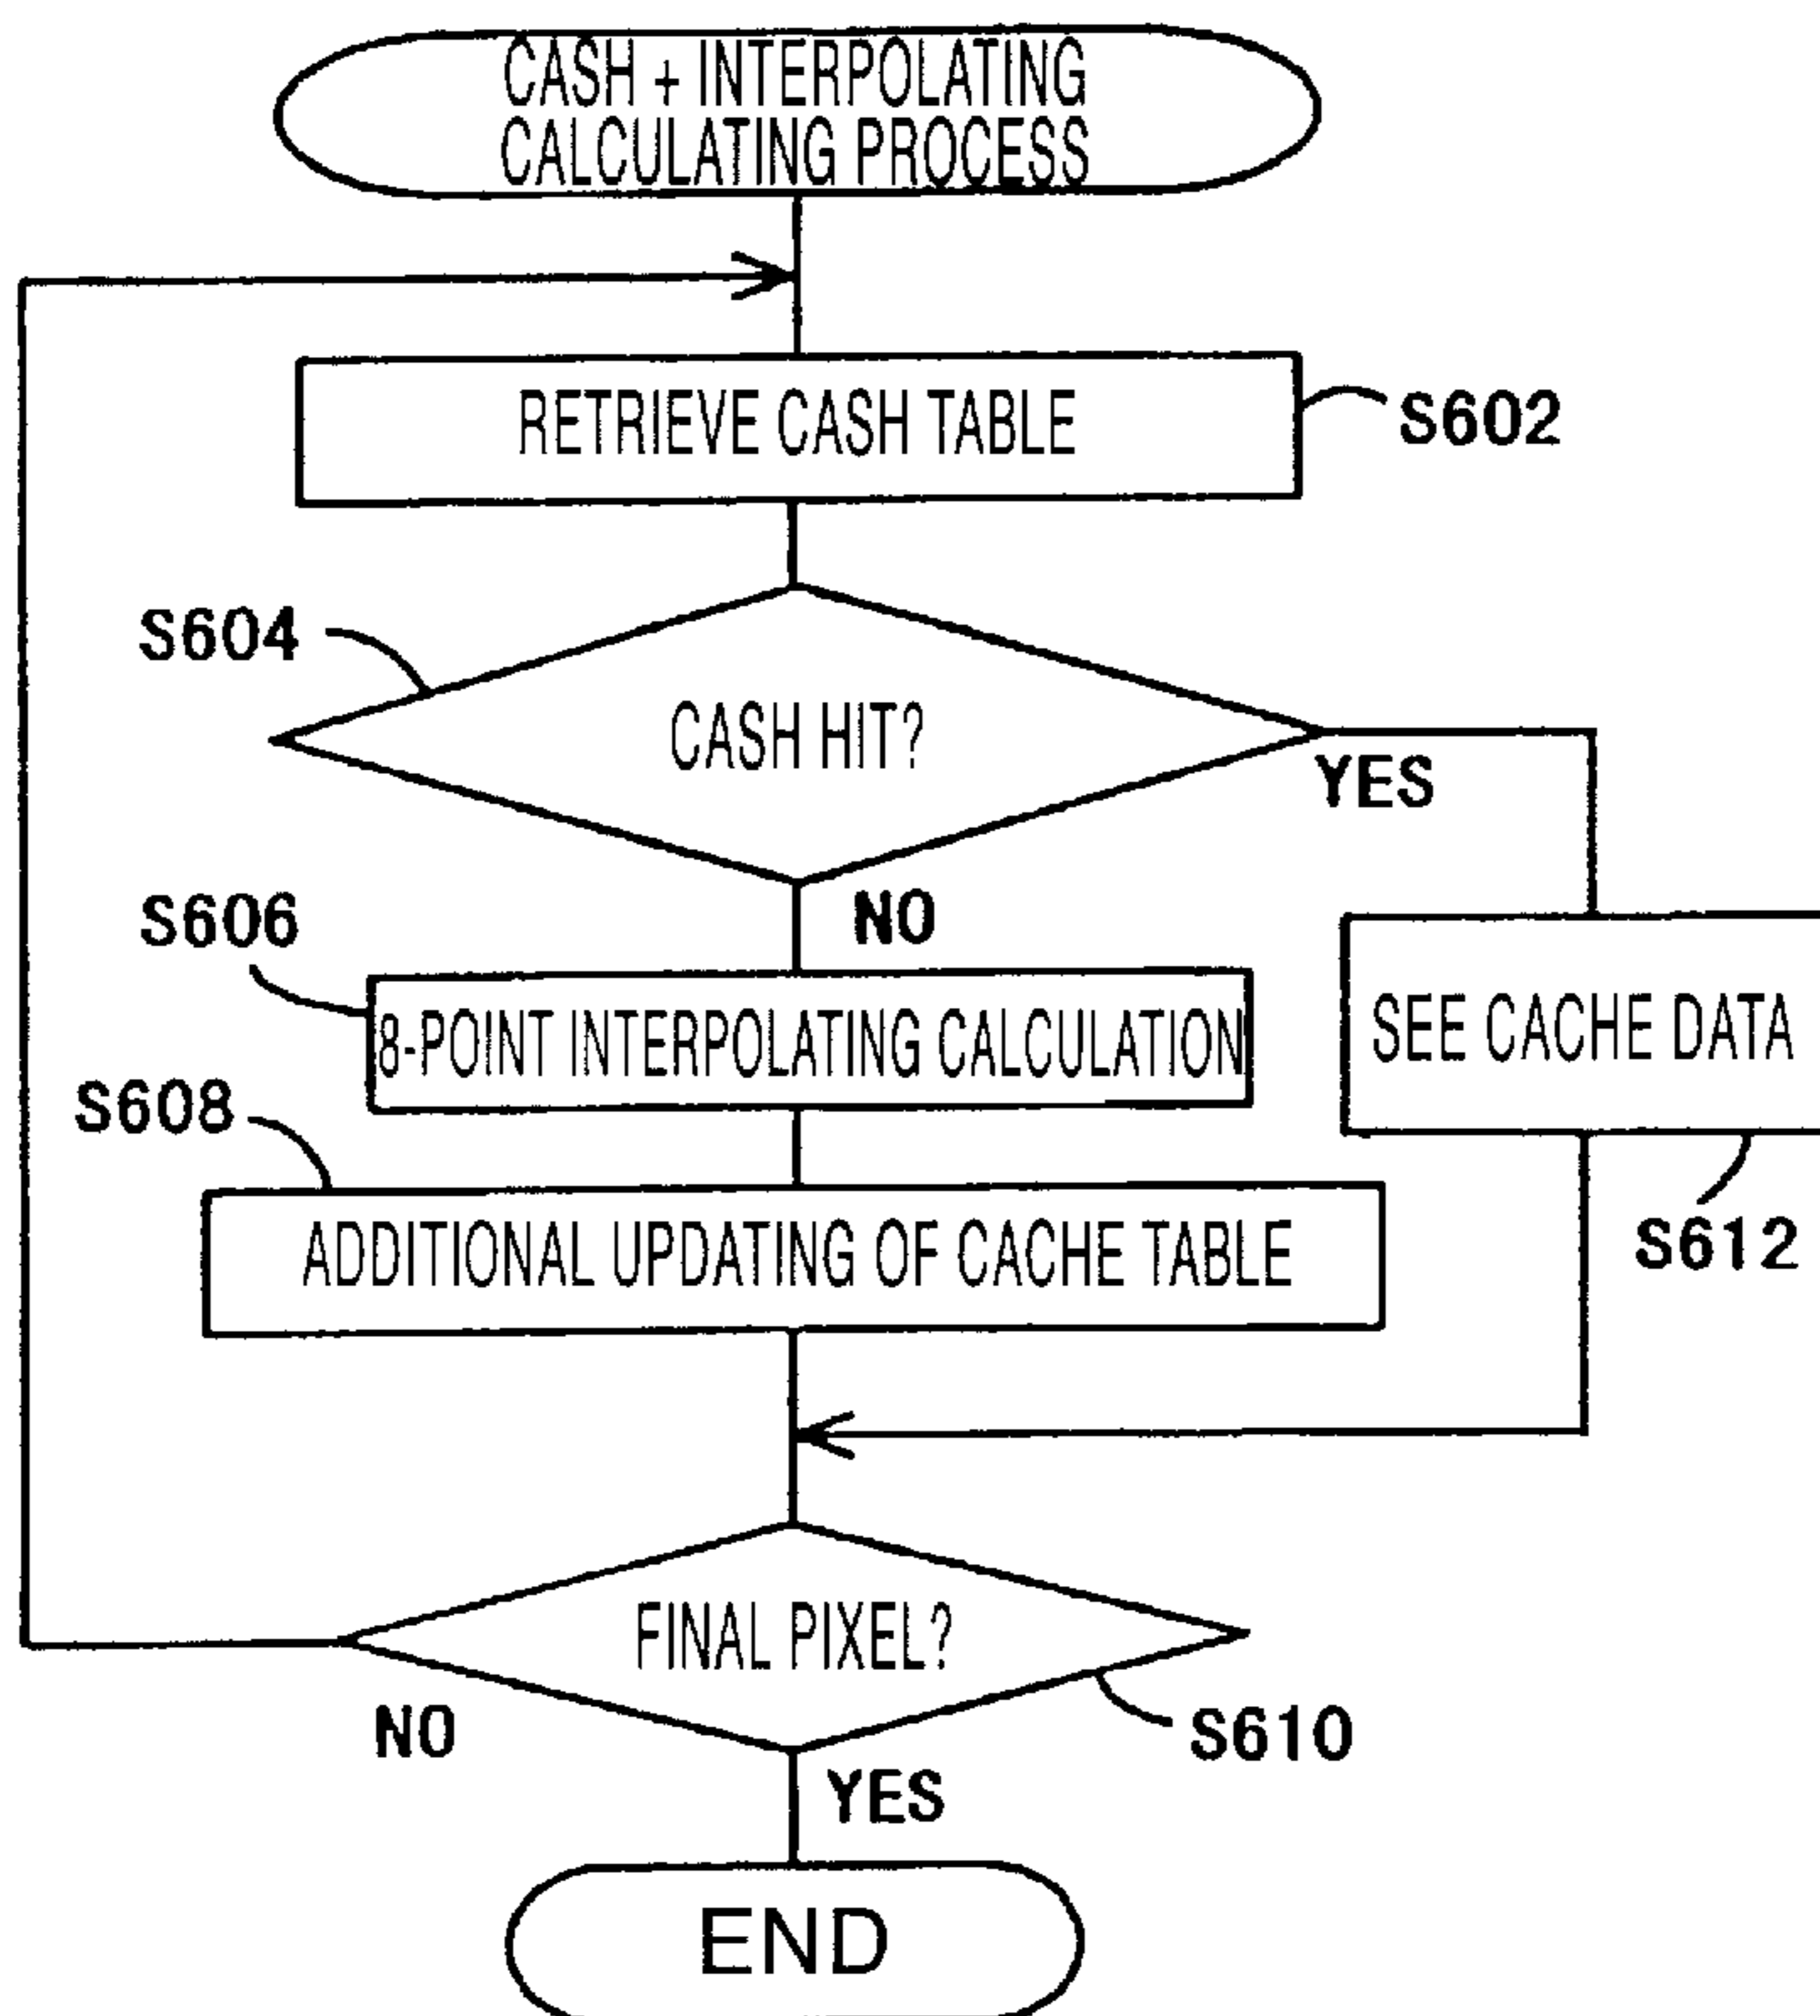 CASH + INTERPOLATING
CALCULATING PROCESS
RETRIEVE CASH TABLE
S602
S604
CASH HIT?
YES
NO
S606
8-POINT INTERPOLATING CALCULATION
SEE CACHE DATA
S608
ADDITIONAL UPDATING OF CACHE TABLE
S612
FINAL PIXEL?
NO
S610
YES
END